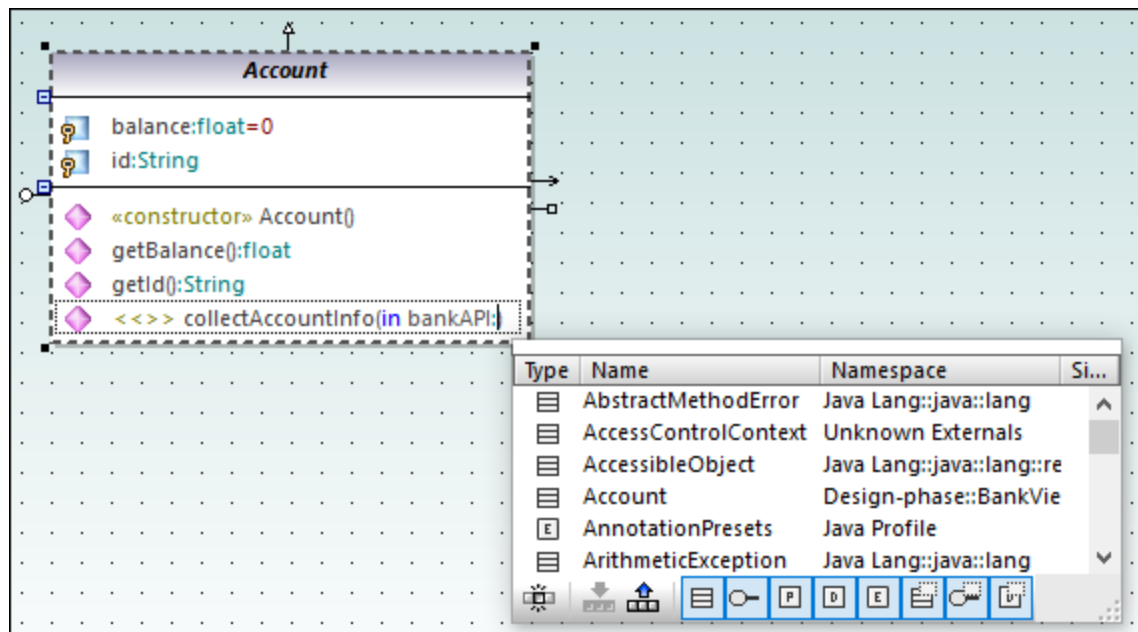 Account
balance:float=0
id:String
«constructor» Account()
getBalance():float
getId():String
<<>> collectAccountInfo(in bankAPI:)
Type Name Namespace Si...
AbstractMethodError Java Lang::java::lang
AccessControlContext Unknown Externals
AccessibleObject Java Lang::java::lang::re
Account Design-phase::BankVie
E AnnotationPresets Java Profile
ArithmeticException Java Lang::java::lang
P D E